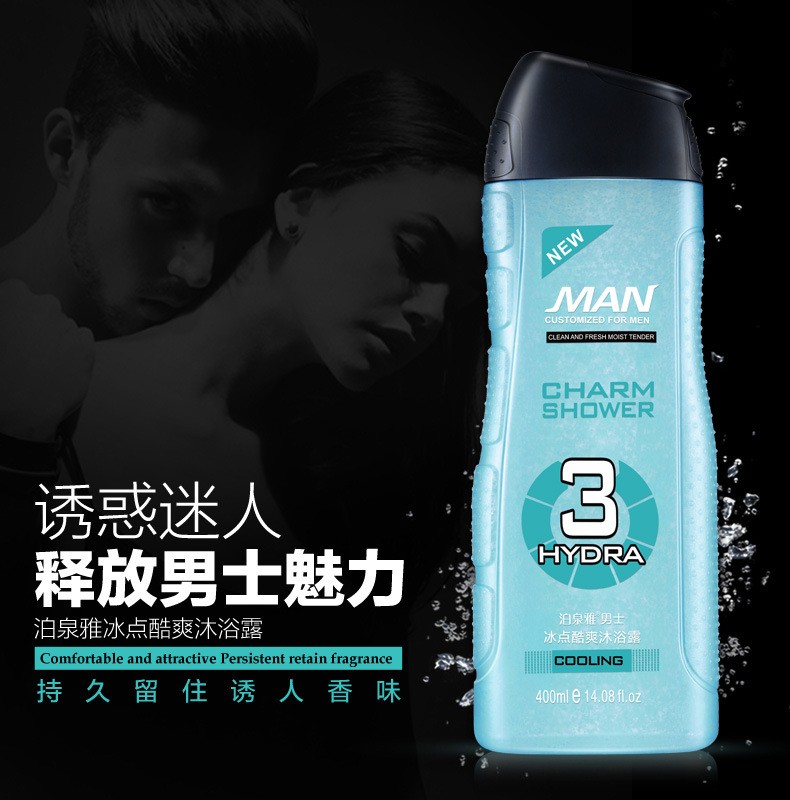 诱惑迷人
释放男士魅力
泊泉雅冰点酷爽沐浴露
Comfortable and attractive Persistent retain fragrance
持久留住诱人香味
NEW
MAN
CUSTOMIZED FOR MEN
CLEAN AND FRESH MOIST TENDER
CHARM
SHOWER
3
HYDRA
泊泉雅®男士
冰点酷爽沐浴露
COOLING
400ml e 14.08 fl.oz